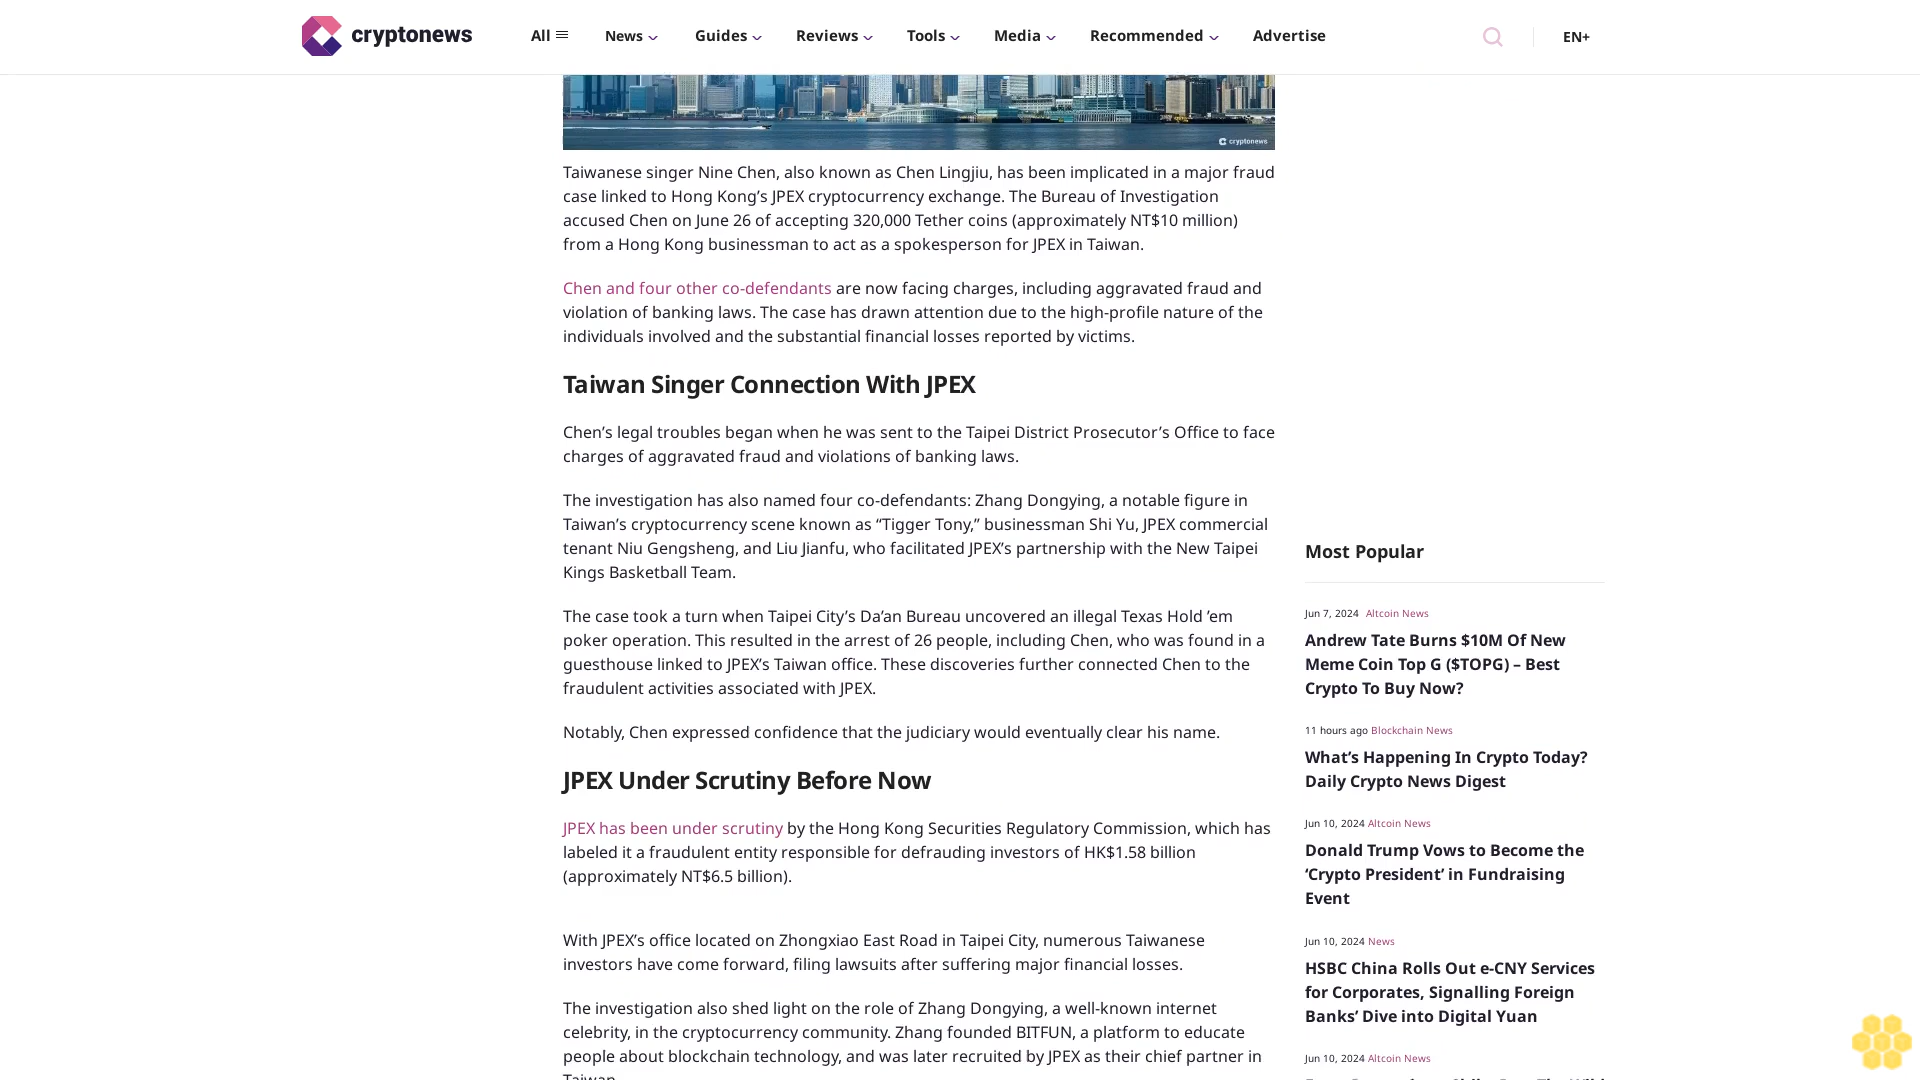 cryptonews
All
News
Guides
Reviews
Tools
Media
Recommended
Advertise
EN+
cryptonews
Taiwanese singer Nine Chen, also known as Chen Lingjiu, has been implicated in a major fraud
case linked to Hong Kong’s JPEX cryptocurrency exchange. The Bureau of Investigation
accused Chen on June 26 of accepting 320,000 Tether coins (approximately NT$10 million)
from a Hong Kong businessman to act as a spokesperson for JPEX in Taiwan.
Chen and four other co-defendants are now facing charges, including aggravated fraud and
violation of banking laws. The case has drawn attention due to the high-profile nature of the
individuals involved and the substantial financial losses reported by victims.
Taiwan Singer Connection With JPEX
Chen’s legal troubles began when he was sent to the Taipei District Prosecutor’s Office to face
charges of aggravated fraud and violations of banking laws.
The investigation has also named four co-defendants: Zhang Dongying, a notable figure in
Taiwan’s cryptocurrency scene known as “Tigger Tony,” businessman Shi Yu, JPEX commercial
tenant Niu Gengsheng, and Liu Jianfu, who facilitated JPEX’s partnership with the New Taipei
Kings Basketball Team.
The case took a turn when Taipei City’s Da’an Bureau uncovered an illegal Texas Hold ’em
poker operation. This resulted in the arrest of 26 people, including Chen, who was found in a
guesthouse linked to JPEX’s Taiwan office. These discoveries further connected Chen to the
fraudulent activities associated with JPEX.
Notably, Chen expressed confidence that the judiciary would eventually clear his name.
JPEX Under Scrutiny Before Now
JPEX has been under scrutiny by the Hong Kong Securities Regulatory Commission, which has
labeled it a fraudulent entity responsible for defrauding investors of HK$1.58 billion
(approximately NT$6.5 billion).
With JPEX’s office located on Zhongxiao East Road in Taipei City, numerous Taiwanese
investors have come forward, filing lawsuits after suffering major financial losses.
The investigation also shed light on the role of Zhang Dongying, a well-known internet
celebrity, in the cryptocurrency community. Zhang founded BITFUN, a platform to educate
people about blockchain technology, and was later recruited by JPEX as their chief partner in
Taiwan.
Most Popular
Jun 7, 2024 Altcoin News
Andrew Tate Burns $10M Of New
Meme Coin Top G ($TOPG) – Best
Crypto To Buy Now?
11 hours ago Blockchain News
What’s Happening In Crypto Today?
Daily Crypto News Digest
Jun 10, 2024 Altcoin News
Donald Trump Vows to Become the
‘Crypto President’ in Fundraising
Event
Jun 10, 2024 News
HSBC China Rolls Out e-CNY Services
for Corporates, Signalling Foreign
Banks’ Dive into Digital Yuan
Jun 10, 2024 Altcoin News